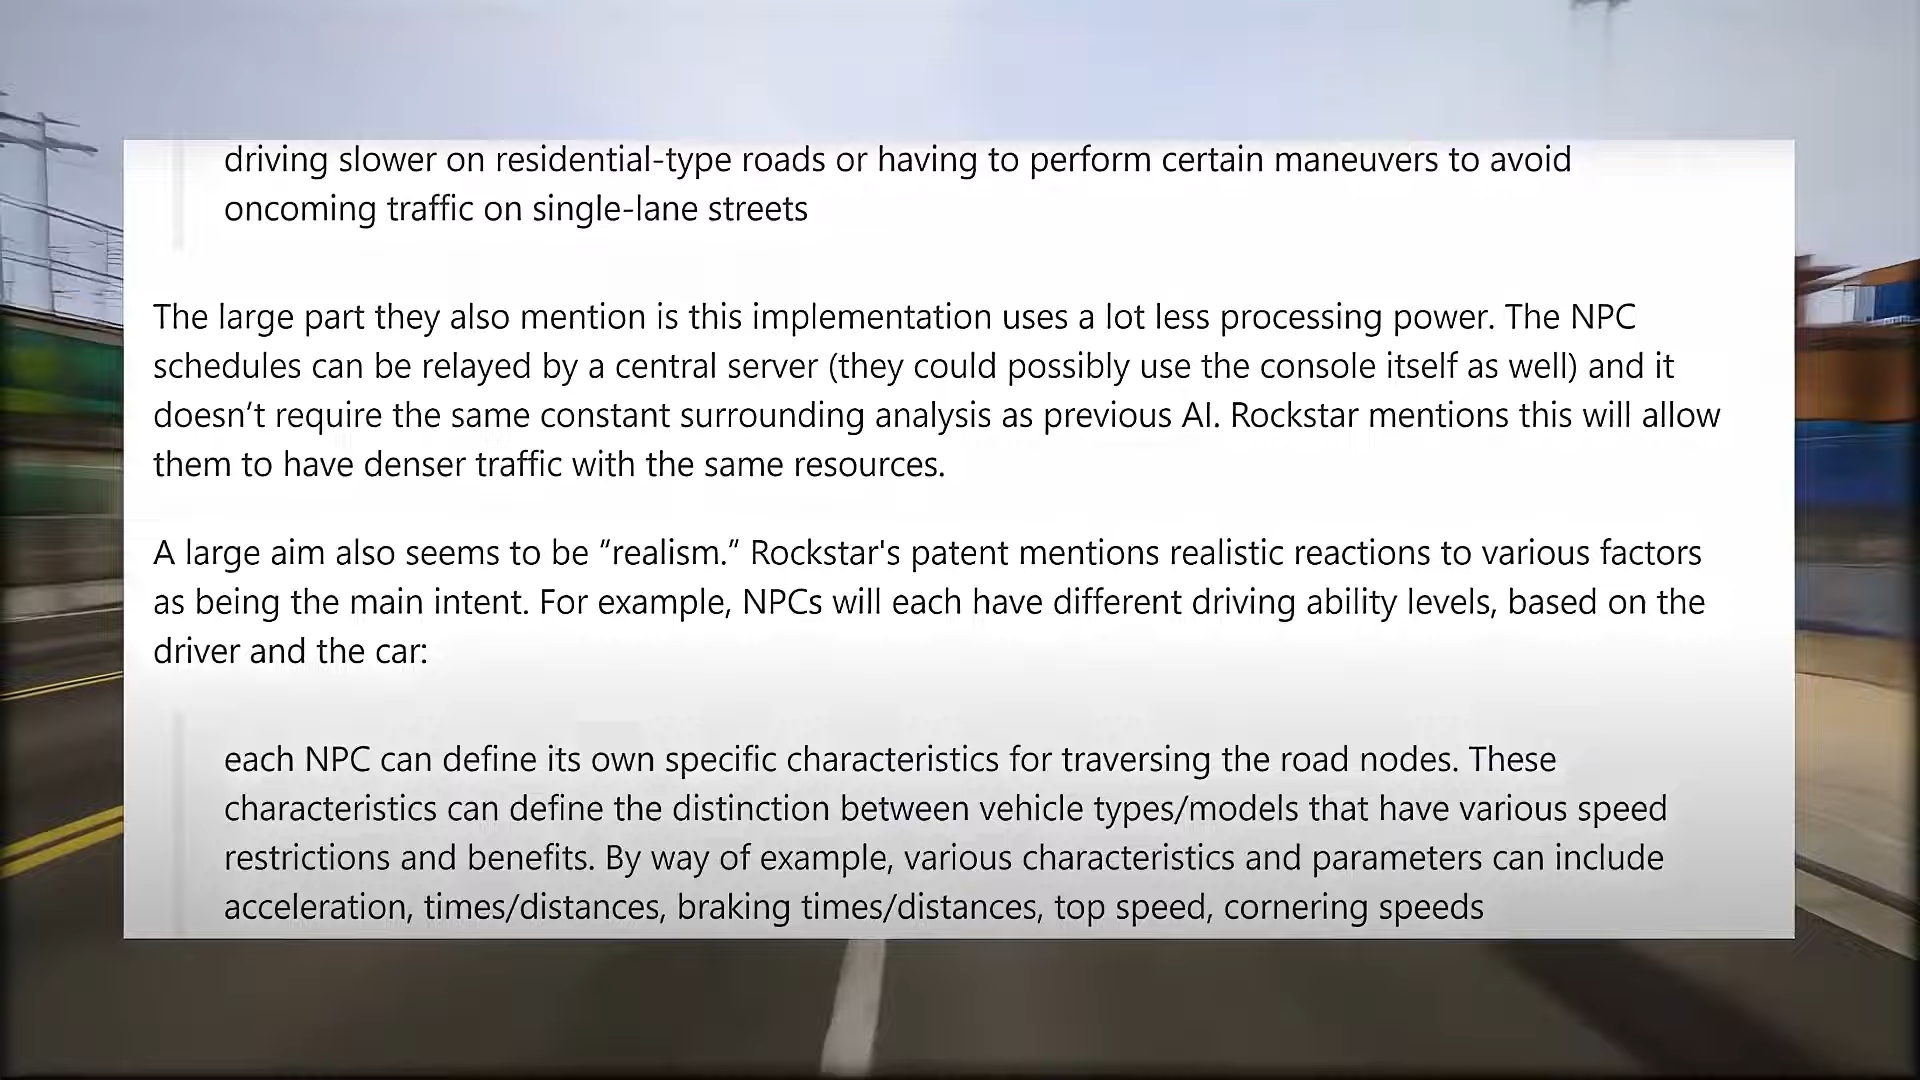 driving slower on residential-type roads or having to perform certain maneuvers to avoid
oncoming traffic on single-lane streets
The large part they also mention is this implementation uses a lot less processing power. The NPC
schedules can be relayed by a central server (they could possibly use the console itself as well) and it
doesn’t require the same constant surrounding analysis as previous AI. Rockstar mentions this will allow
them to have denser traffic with the same resources.
A large aim also seems to be “realism.” Rockstar's patent mentions realistic reactions to various factors
as being the main intent. For example, NPCs will each have different driving ability levels, based on the
driver and the car:
each NPC can define its own specific characteristics for traversing the road nodes. These
characteristics can define the distinction between vehicle types/models that have various speed
restrictions and benefits. By way of example, various characteristics and parameters can include
acceleration, times/distances, braking times/distances, top speed, cornering speeds